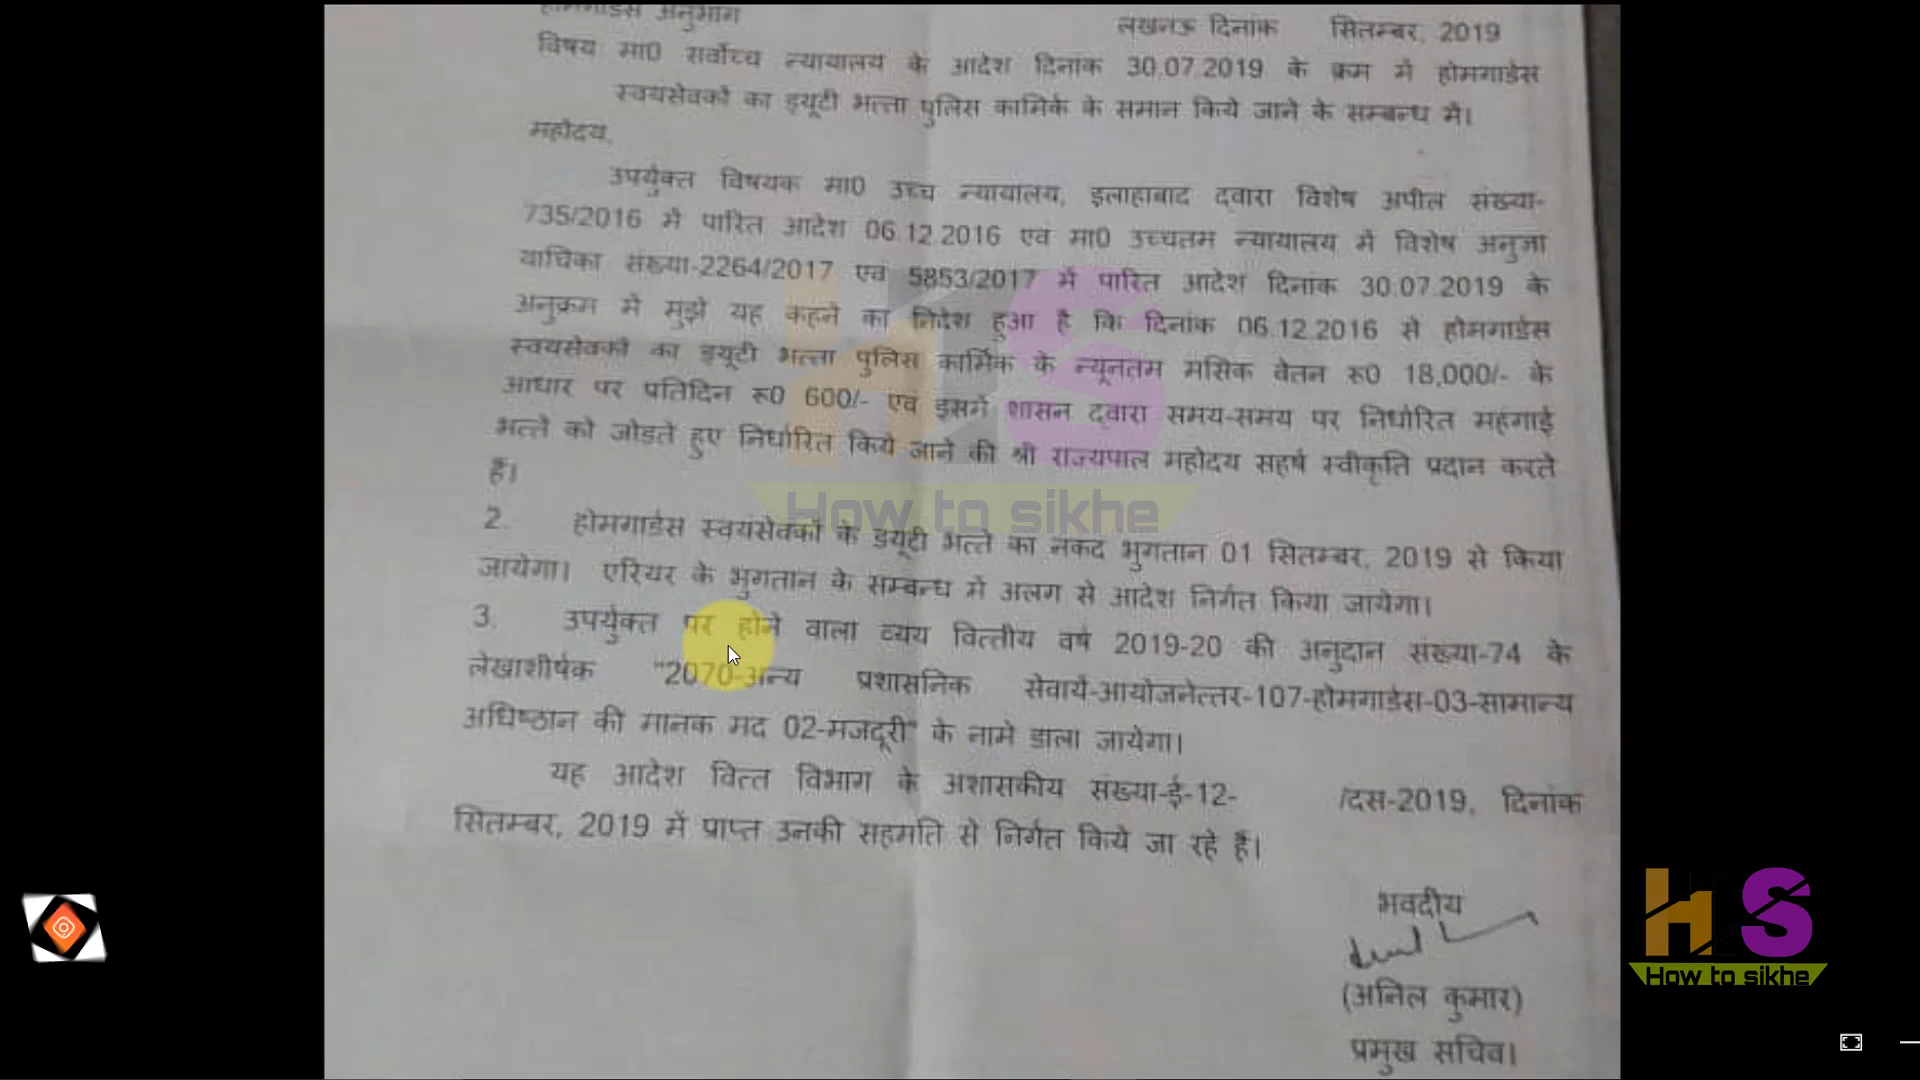 होमगार्डस अनुभाग
लखनऊ दिनांक सितम्बर, 2019
विषय मा0 सर्वोच्च न्यायालय के आदेश दिनांक 30.07.2019 के क्रम में होमगार्डस
स्वयंसेवकों का ड्यूटी भत्ता पुलिस कार्मिक के समान किये जाने के सम्बन्ध में।
महोदय,
उपर्युक्त विषयक मा0 उच्च न्यायालय, इलाहाबाद द्वारा विशेष अपील संख्या-
735/2016 में पारित आदेश 06.12.2016 एवं मा0 उच्चतम न्यायालय में विशेष अनुज्ञा
याचिका संख्या-2264/2017 एवं 5853/2017 में पारित आदेश दिनांक 30.07.2019 के
अनुक्रम में मुझे यह कहने का निदेश हुआ है कि दिनांक 06.12.2016 से होमगार्डस
स्वयंसेवकों का ड्यूटी भत्ता पुलिस कार्मिक के न्यूनतम मसिक वेतन रू0 18,000/- के
आधार पर प्रतिदिन रू0 600/- एवं इसमें शासन द्वारा समय-समय पर निर्धारित महंगाई
भत्ते को जोड़ते हुए निर्धारित किये जाने की श्री राज्यपाल महोदय सहर्ष स्वीकृति प्रदान करते
हैं।
2. होमगार्डस स्वयंसेवकों के ड्यूटी भत्ते का नकद भुगतान 01 सितम्बर, 2019 से किया
जायेगा। एरियर के भुगतान के सम्बन्ध में अलग से आदेश निर्गत किया जायेगा।
3. उपर्युक्त पर होने वाला व्यय वित्तीय वर्ष 2019-20 की अनुदान संख्या-74 के
लेखाशीर्षक "2070-अन्य प्रशासनिक सेवायें-आयोजनेत्तर-107-होमगार्डस-03-सामान्य
अधिष्ठान की मानक मद 02-मजदूरी" के नामे डाला जायेगा।
यह आदेश वित्त विभाग के अशासकीय संख्या-ई-12- /दस-2019, दिनांक
सितम्बर, 2019 में प्राप्त उनकी सहमति से निर्गत किये जा रहे हैं।
भवदीय
(अनिल कुमार)
प्रमुख सचिव।
HS
How to sikhe
HS
How to sikhe